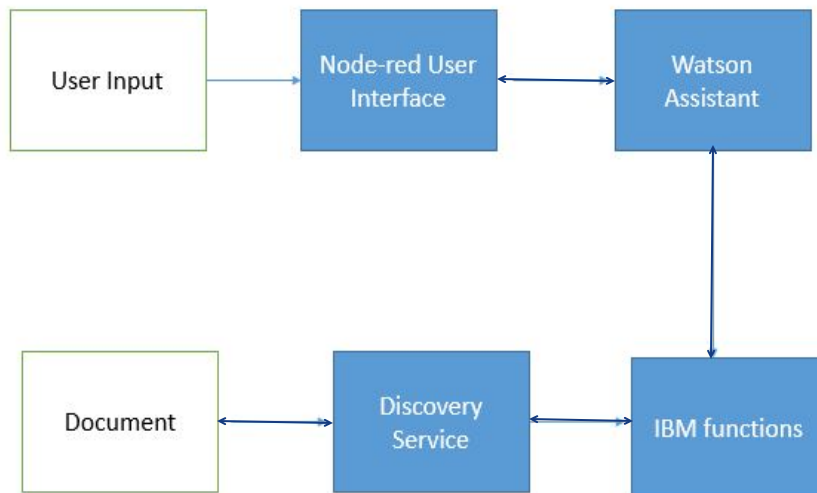 User Input
Node-red User
Interface
Watson
Assistant
Document
Discovery
Service
IBM functions